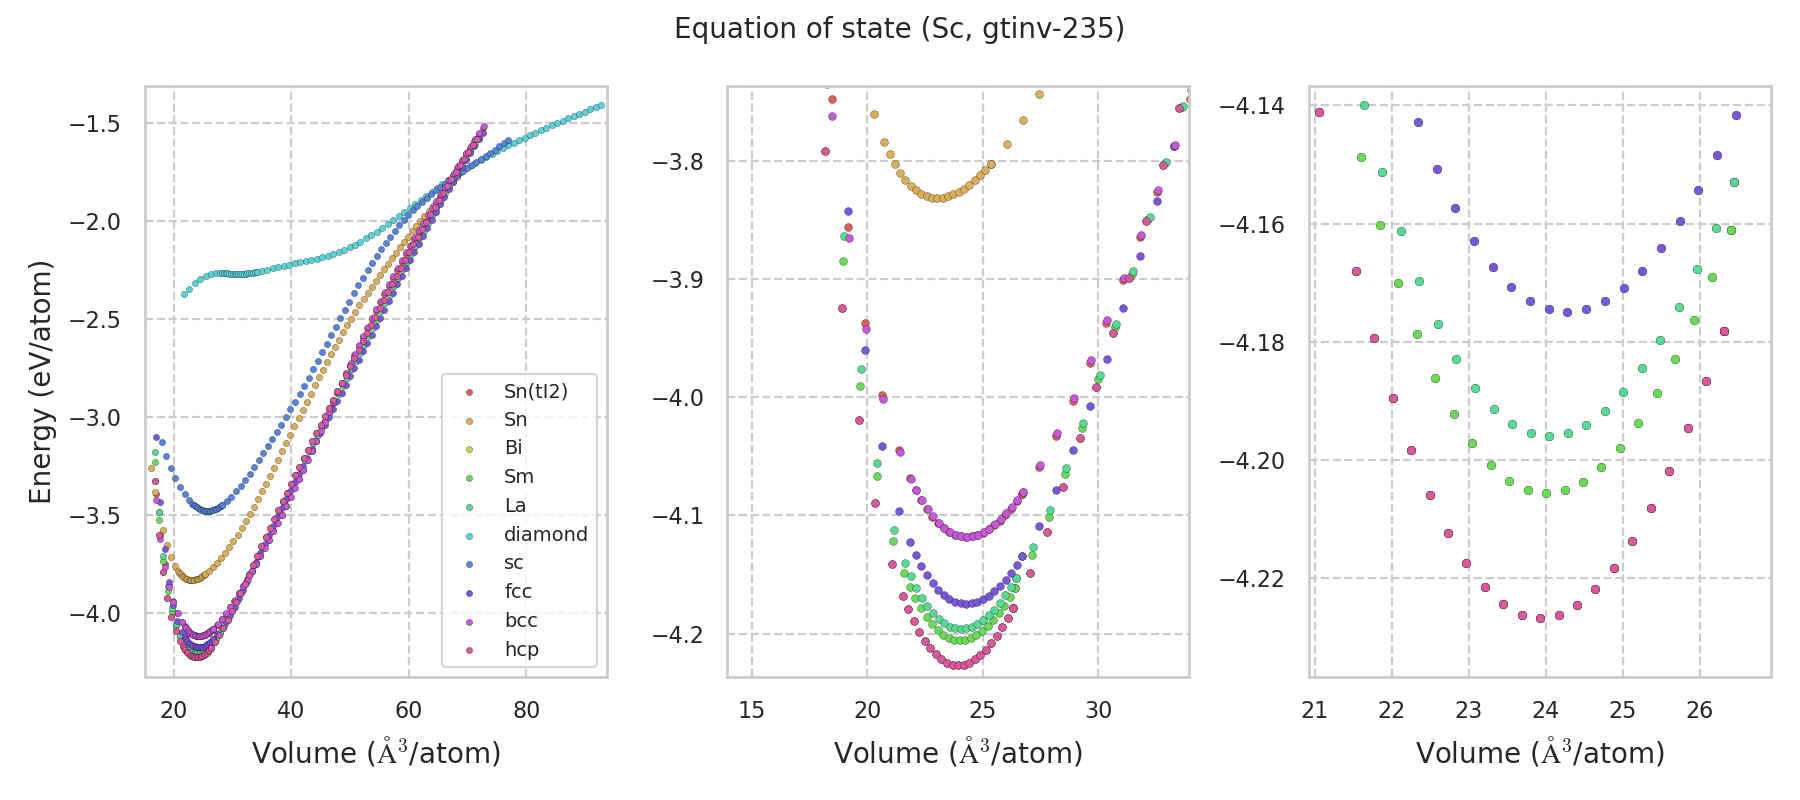 Equation of state (Sc, gtinv-235)
Energy (eV/atom)
−1.5
−2.0
−2.5
−3.0
−3.5
−4.0
20 40 60 80
Volume (Å³/atom)
Sn(tI2)
Sn
Bi
Sm
La
diamond
sc
fcc
bcc
hcp
−3.8
−3.9
−4.0
−4.1
−4.2
15 20 25 30
Volume (Å³/atom)
−4.14
−4.16
−4.18
−4.20
−4.22
21 22 23 24 25 26
Volume (Å³/atom)